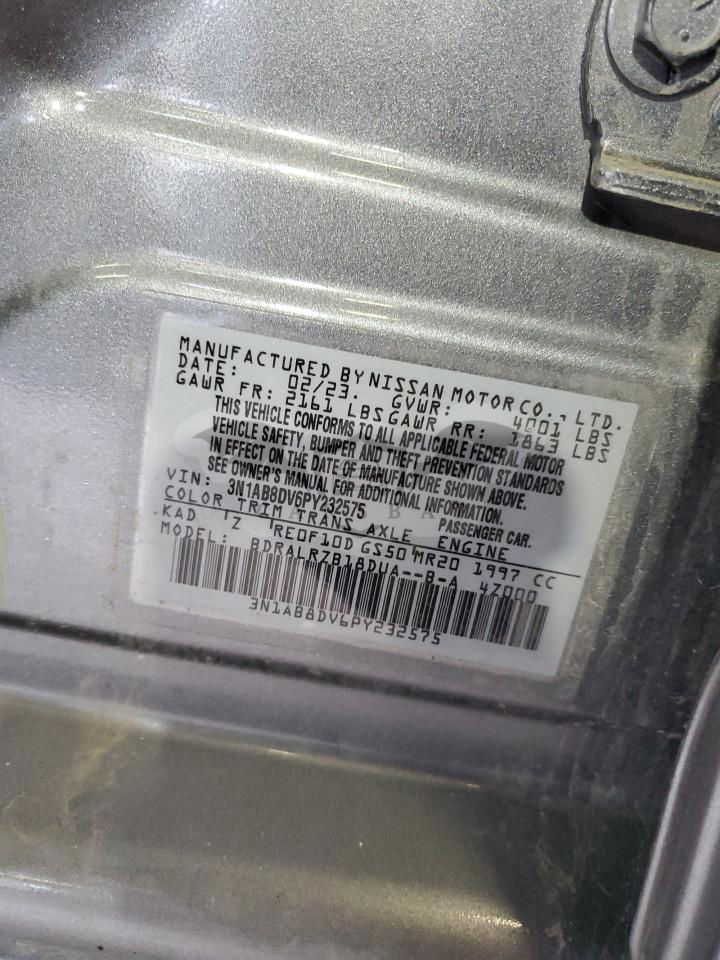 MANUFACTURED BY NISSAN MOTOR CO., LTD.
DATE: 02/23. GVWR: 4001 LBS
GAWR FR: 2161 LBS GAWR RR: 1863 LBS
THIS VEHICLE CONFORMS TO ALL APPLICABLE FEDERAL MOTOR
VEHICLE SAFETY, BUMPER AND THEFT PREVENTION STANDARDS
IN EFFECT ON THE DATE OF MANUFACTURE SHOWN ABOVE.
SEE OWNER'S MANUAL FOR ADDITIONAL INFORMATION.
VIN: 3N1AB8DV6PY232575 PASSENGER CAR.
COLOR TRIM TRANS AXLE ENGINE
KAD Z RE0F10D GS50 MR20 1997 CC
MODEL: BDRALRZB18DUA--B-A 4Z000
3N1AB8DV6PY232575